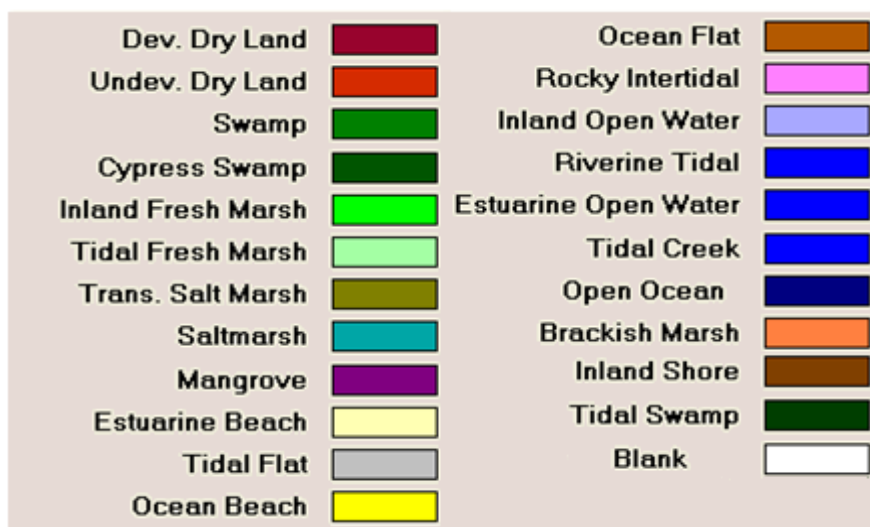 Dev. Dry Land
Undev. Dry Land
Swamp
Cypress Swamp
Inland Fresh Marsh
Tidal Fresh Marsh
Trans. Salt Marsh
Saltmarsh
Mangrove
Estuarine Beach
Tidal Flat
Ocean Beach
Ocean Flat
Rocky Intertidal
Inland Open Water
Riverine Tidal
Estuarine Open Water
Tidal Creek
Open Ocean
Brackish Marsh
Inland Shore
Tidal Swamp
Blank